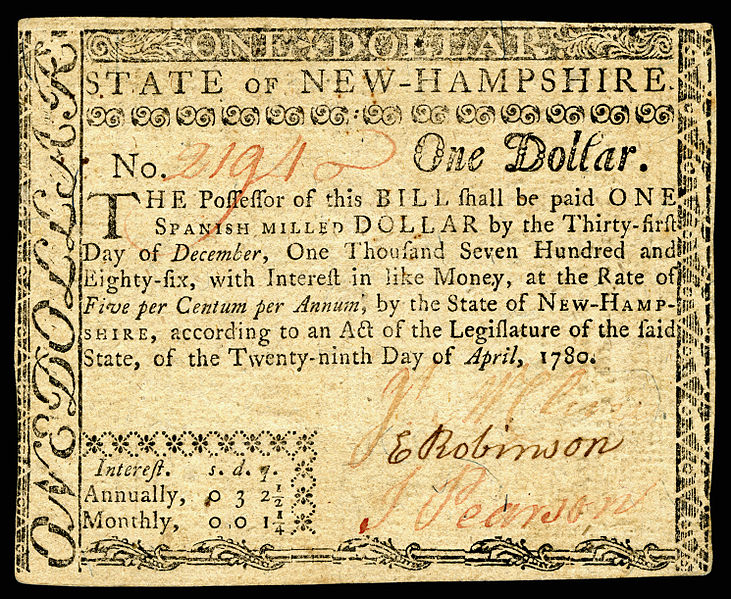 ONE DOLLAR
ONE DOLLAR
STATE OF NEW-HAMPSHIRE.
No. 2194 One Dollar.
THE Poſſeſſor of this BILL ſhall be paid ONE
SPANISH MILLED DOLLAR by the Thirty-firſt
Day of December, One Thouſand Seven Hundred and
Eighty-ſix, with Intereſt in like Money, at the Rate of
Five per Centum per Annum, by the State of NEW-HAMP-
SHIRE, according to an Act of the Legiſlature of the ſaid
State, of the Twenty-ninth Day of April, 1780.
E Robinson
J Pearson
Intereſt. s. d. q.
Annually, 0 3 2½
Monthly, 0 0 1¼